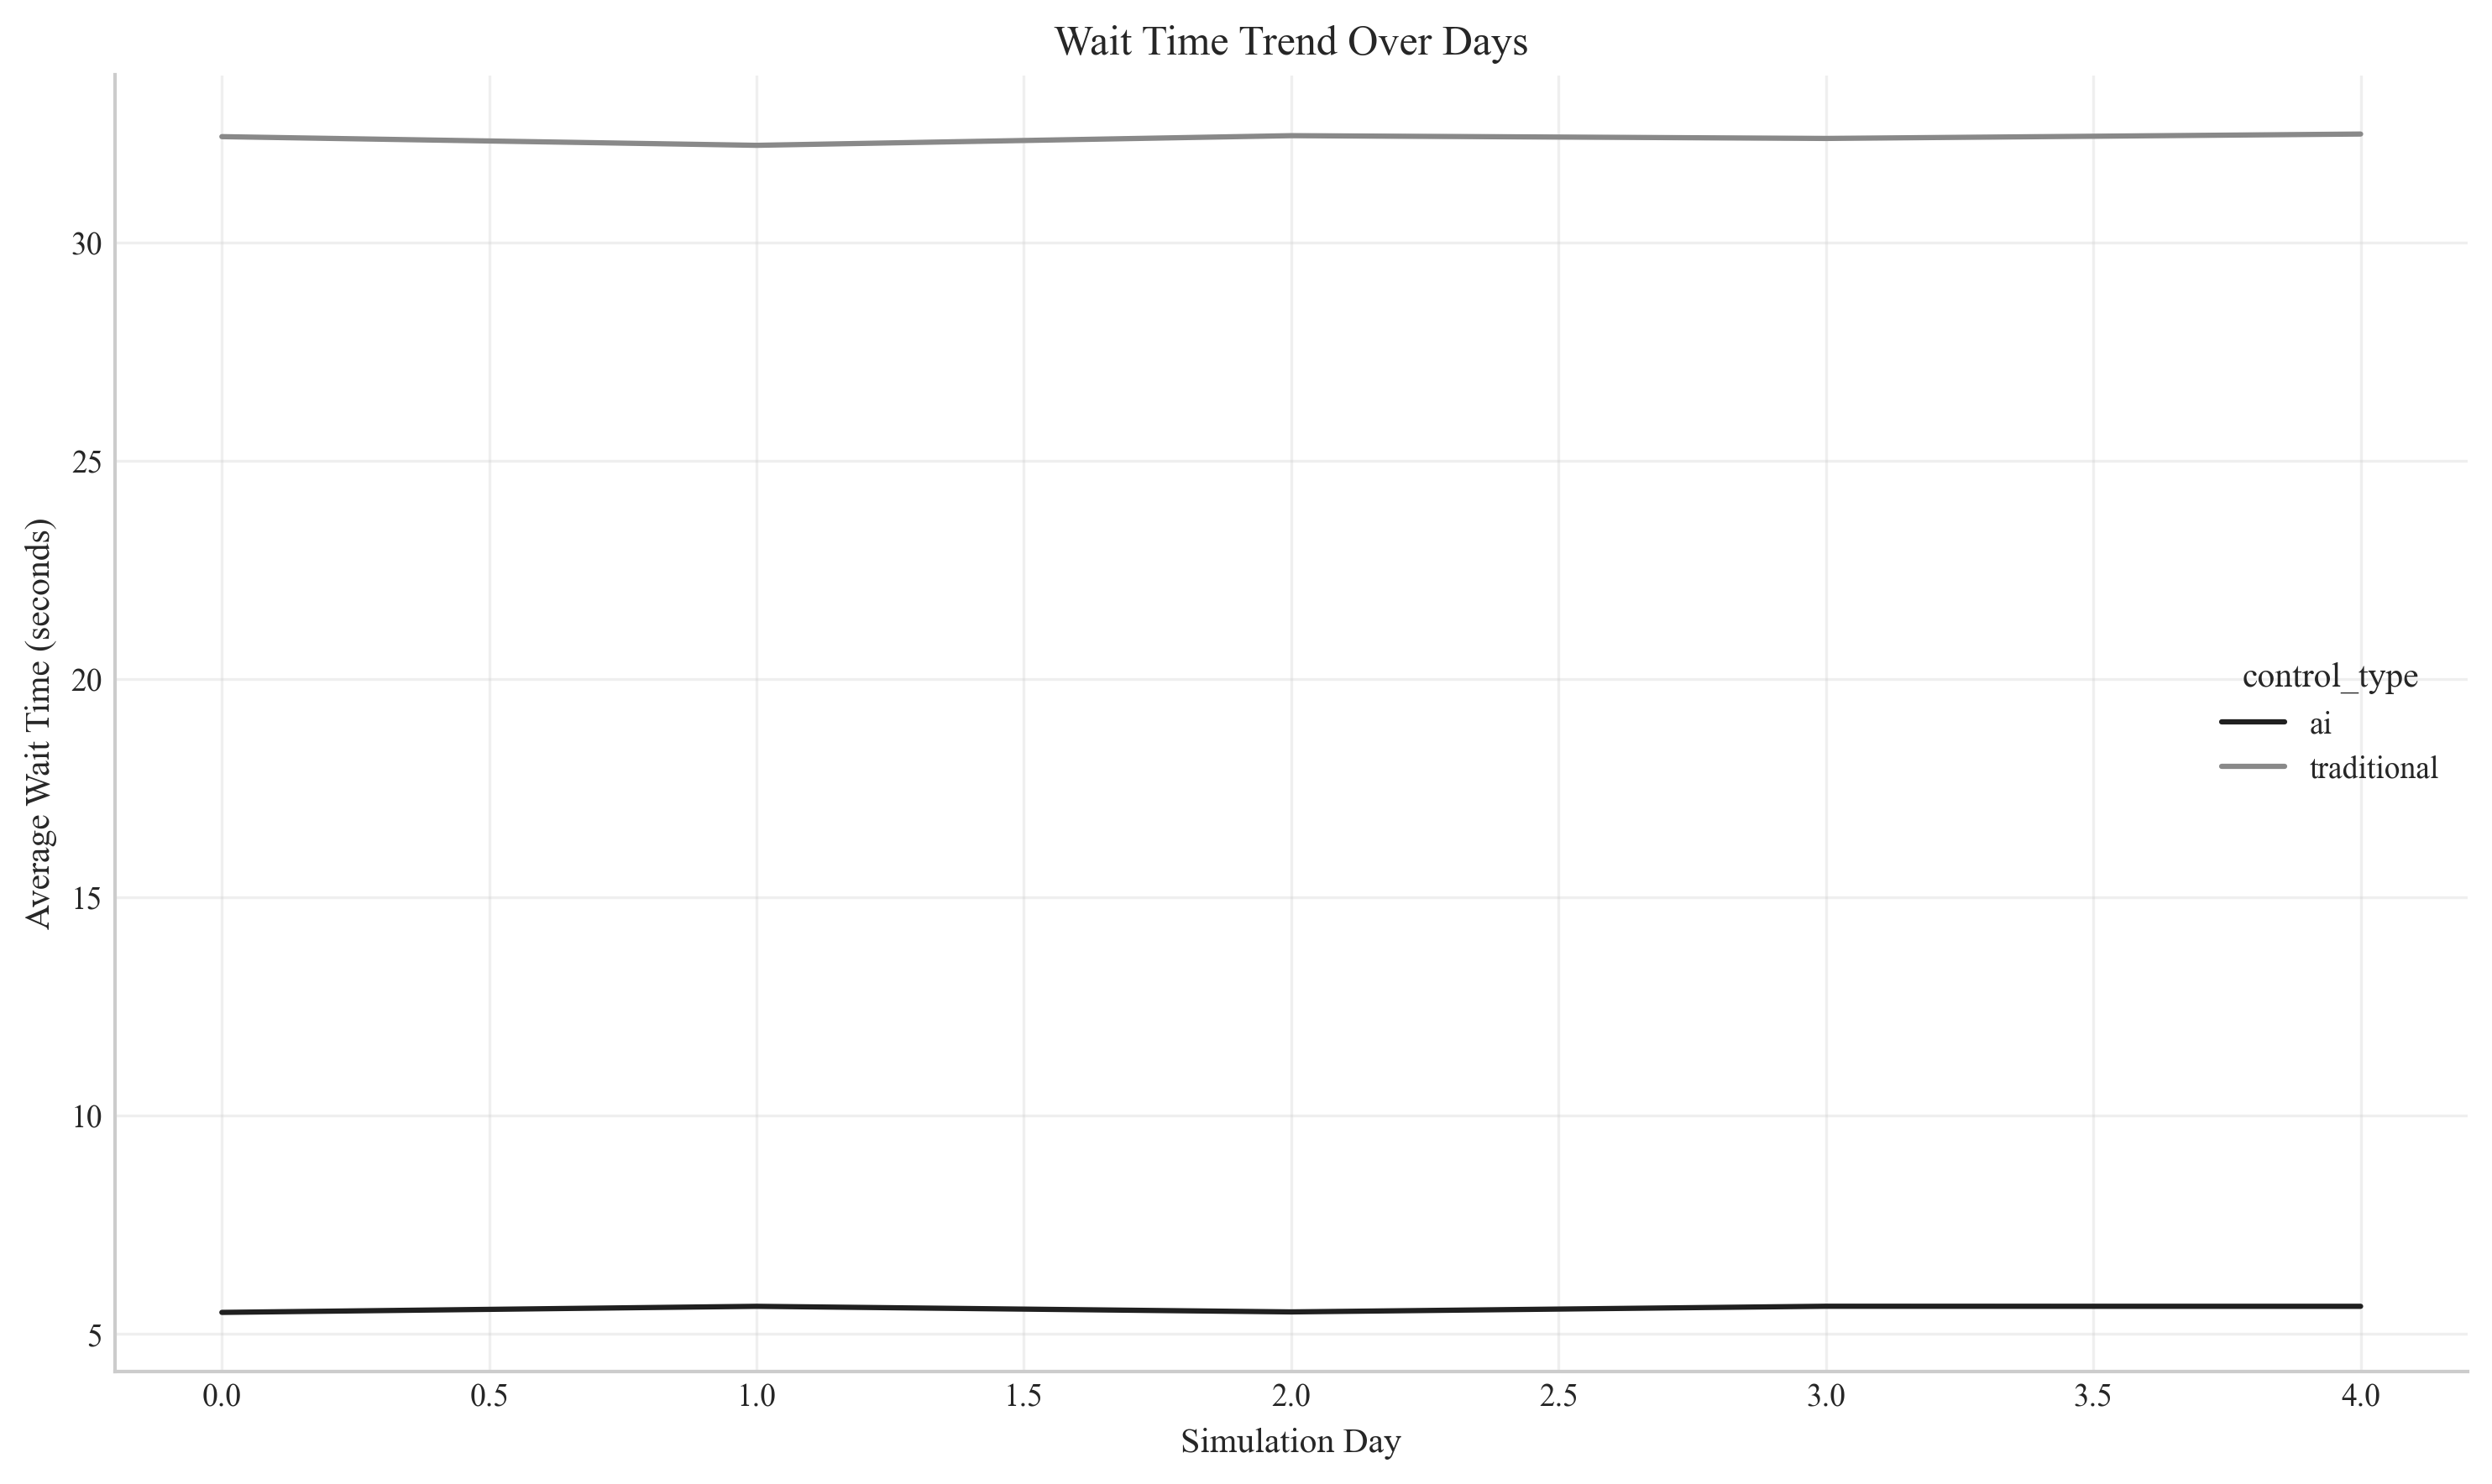 Wait Time Trend Over Days
Average Wait Time (seconds)
30
25
20
15
10
5
control_type
ai
traditional
0.0 0.5 1.0 1.5 2.0 2.5 3.0 3.5 4.0
Simulation Day